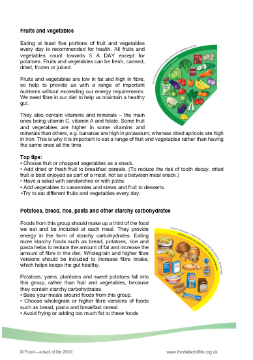 Fruits and vegetables
Eating at least five portions of fruit and vegetables
every day is recommended for health. All fruits and
vegetables count towards 5 A DAY except for
potatoes. Fruits and vegetables can be fresh, canned,
dried, frozen or juiced.
Fruits and vegetables are low in fat and high in fibre,
so help to provide us with a range of important
nutrients without exceeding our energy requirements.
We need fibre in our diet to help us maintain a healthy
gut.
They also contain vitamins and minerals – the main
ones being vitamin C, vitamin A and folate. Some fruit
and vegetables are higher in some vitamins and
minerals than others, e.g. bananas are high in potassium, whereas dried apricots are high
in iron. This is why it is important to eat a range of fruit and vegetables rather than having
the same ones all the time.
Top tips:
• Choose fruit or chopped vegetables as a snack.
• Add dried or fresh fruit to breakfast cereals. (To reduce the risk of tooth decay, dried
fruit is best enjoyed as part of a meal, not as a between meal snack.)
• Have a salad with sandwiches or with pizza.
• Add vegetables to casseroles and stews and fruit to desserts.
• Try to eat different fruits and vegetables every day.
Potatoes, bread, rice, pasta and other starchy carbohydrates
Foods from this group should make up a third of the food
we eat and be included at each meal. They provide
energy in the form of starchy carbohydrates. Eating
more starchy foods such as bread, potatoes, rice and
pasta helps to reduce the amount of fat and increase the
amount of fibre in the diet. Wholegrain and higher fibre
versions should be included to increase fibre intake,
which helps keeps the gut healthy.
Potatoes, yams, plantains and sweet potatoes fall into
this group, rather than fruit and vegetables, because
they contain starchy carbohydrates.
• Base your meals around foods from this group.
• Choose wholegrain or higher fibre versions of foods
such as bread, pasta and breakfast cereal.
• Avoid frying or adding too much fat to these foods.
© Food – a fact of life 2016
www.foodafactoflife.org.uk